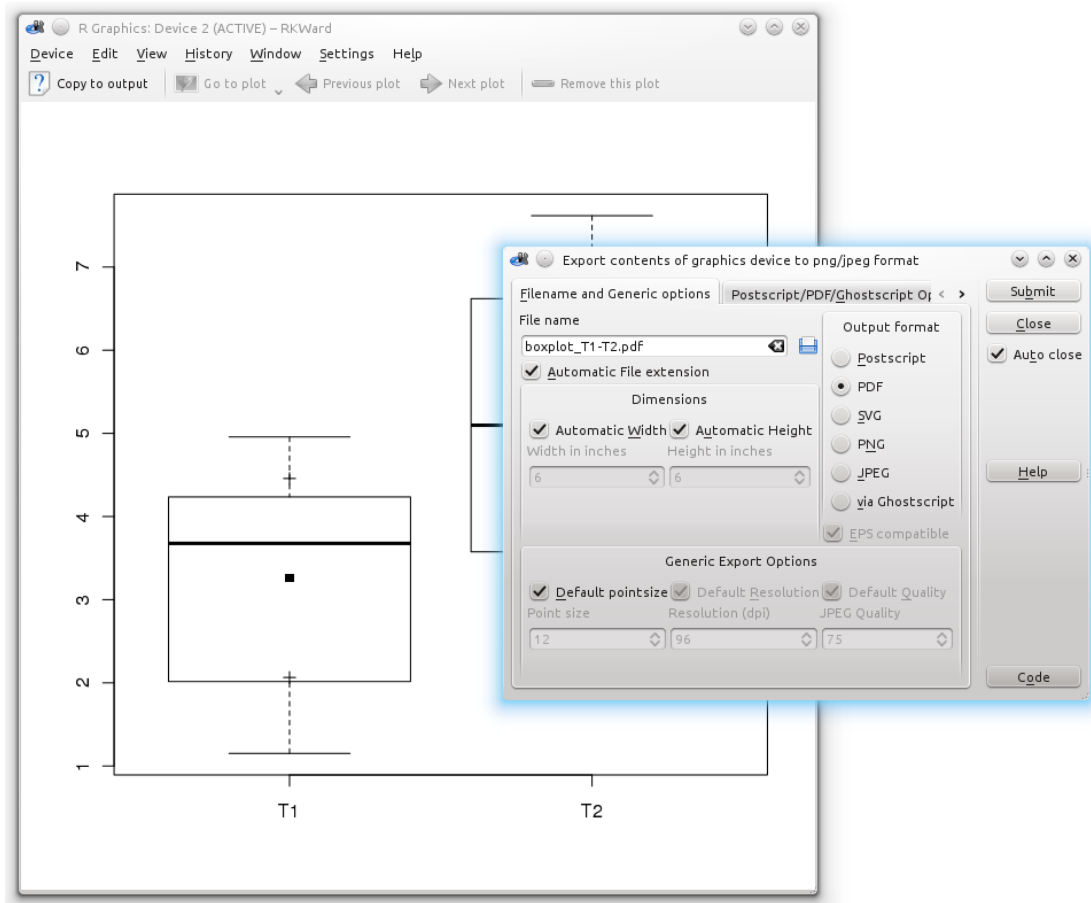 R Graphics: Device 2 (ACTIVE) – RKWard
Device Edit View History Window Settings Help
Copy to output Go to plot Previous plot Next plot Remove this plot
7
6
5
4
3
2
1
T1 T2
Export contents of graphics device to png/jpeg format
Filename and Generic options Postscript/PDF/Ghostscript Op
File name
boxplot_T1-T2.pdf
Automatic File extension
Dimensions
Automatic Width Automatic Height
Width in inches Height in inches
6 6
Output format
Postscript
PDF
SVG
PNG
JPEG
via Ghostscript
EPS compatible
Generic Export Options
Default pointsize Default Resolution Default Quality
Point size Resolution (dpi) JPEG Quality
12 96 75
Submit
Close
Auto close
Help
Code